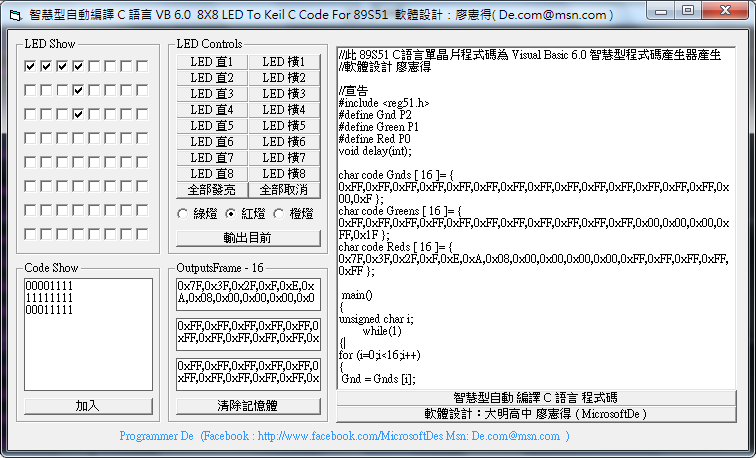 智慧型自動編譯 C 語言 VB 6.0 8X8 LED To Keil C Code For 89S51 軟體設計：廖憲得( De.com@msn.com )
LED Show
LED Controls
LED 直1 LED 橫1
LED 直2 LED 橫2
LED 直3 LED 橫3
LED 直4 LED 橫4
LED 直5 LED 橫5
LED 直6 LED 橫6
LED 直7 LED 橫7
LED 直8 LED 橫8
全部發亮 全部取消
綠燈 紅燈 橙燈
輸出目前
Code Show
00001111
11111111
00011111
加入
OutputsFrame - 16
0x7F,0x3F,0x2F,0xF,0xE,0x
A,0x08,0x00,0x00,0x00,0x0
0xFF,0xFF,0xFF,0xFF,0xFF,
0xFF,0xFF,0xFF,0xFF,0xFF,
0xFF,0xFF,0xFF,0xFF,0xFF,
0xFF,0xFF,0xFF,0xFF,0xFF,
清除記憶體
//此 89S51 C語言單晶片程式碼為 Visual Basic 6.0 智慧型程式碼產生器產生
//軟體設計 廖憲得
//宣告
#include <reg51.h>
#define Gnd P2
#define Green P1
#define Red P0
void delay(int);
char code Gnds [ 16 ]= {
0xFF,0xFF,0xFF,0xFF,0xFF,0xFF,0xFF,0xFF,0xFF,0xFF,0xFF,0xFF,0xFF,0xFF,0x
00,0xF };
char code Greens [ 16 ]= {
0xFF,0xFF,0xFF,0xFF,0xFF,0xFF,0xFF,0xFF,0xFF,0xFF,0xFF,0x00,0x00,0x00,0x
FF,0x1F };
char code Reds [ 16 ]= {
0x7F,0x3F,0x2F,0xF,0xE,0xA,0x08,0x00,0x00,0x00,0x00,0xFF,0xFF,0xFF,0xFF,
0xFF };
main()
{
unsigned char i;
while(1)
{
for (i=0;i<16;i++)
{
Gnd = Gnds [i];
智慧型自動 編譯 C 語言 程式碼
軟體設計：大明高中 廖憲得 ( MicrosoftDe )
Programmer De (Facebook : http://www.facebook.com/MicrosoftDes Msn: De.com@msn.com )